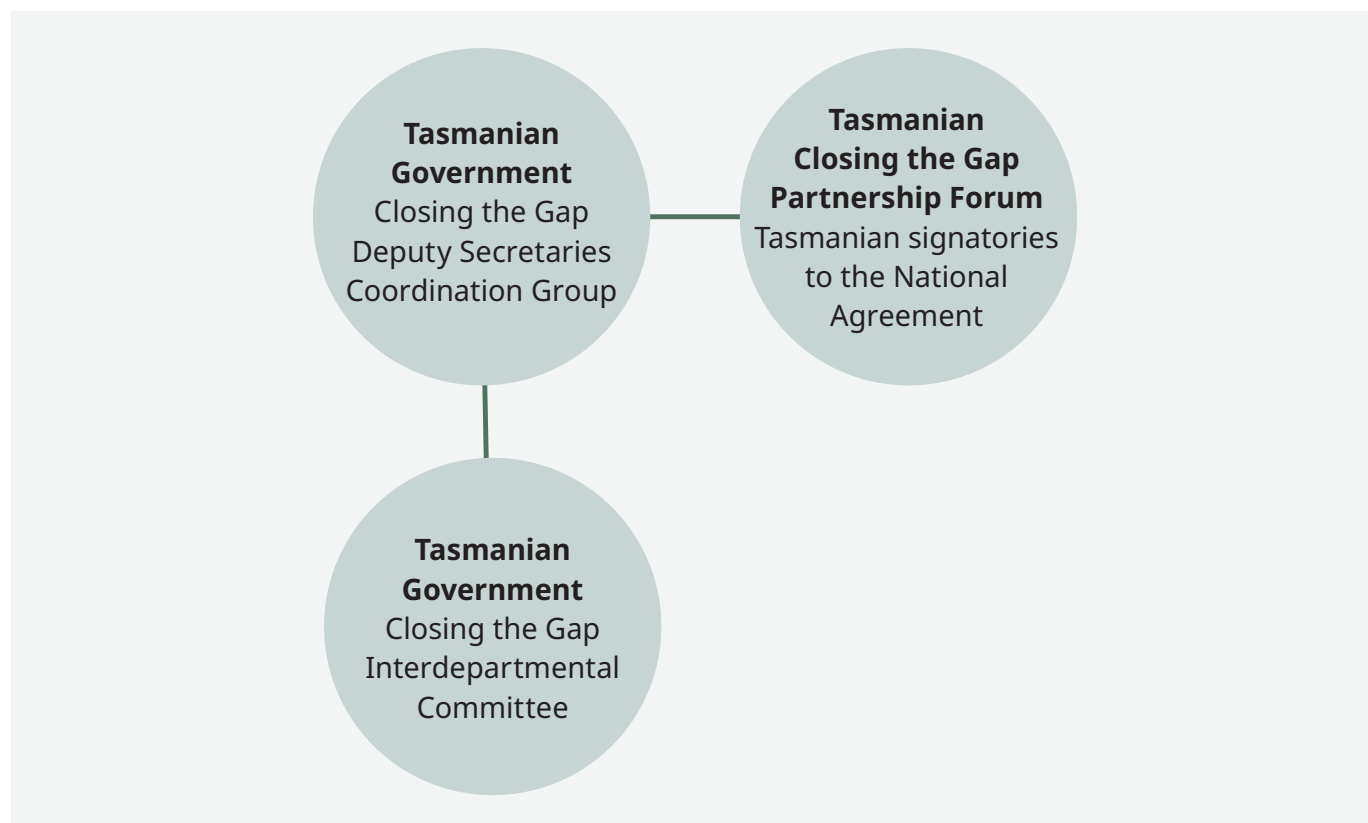 Tasmanian
Government
Closing the Gap
Deputy Secretaries
Coordination Group
Tasmanian
Closing the Gap
Partnership Forum
Tasmanian signatories
to the National
Agreement
Tasmanian
Government
Closing the Gap
Interdepartmental
Committee